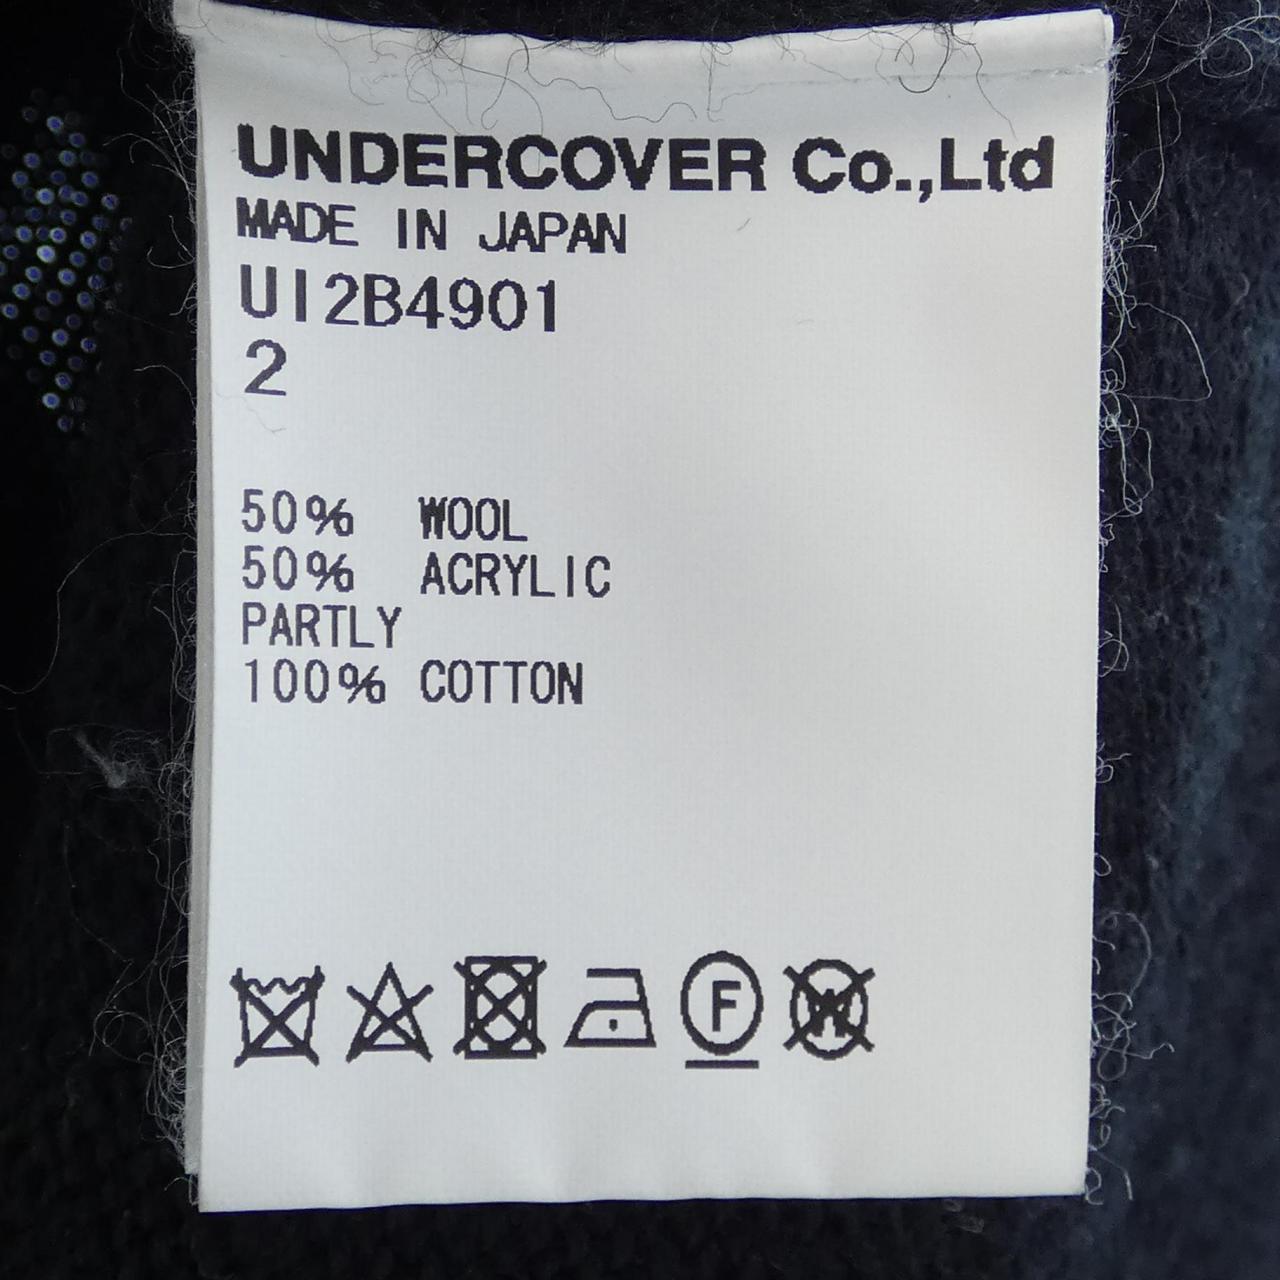 UNDERCOVER Co.,Ltd
MADE IN JAPAN
UI2B4901
2
50% WOOL
50% ACRYLIC
PARTLY
100% COTTON
F
W